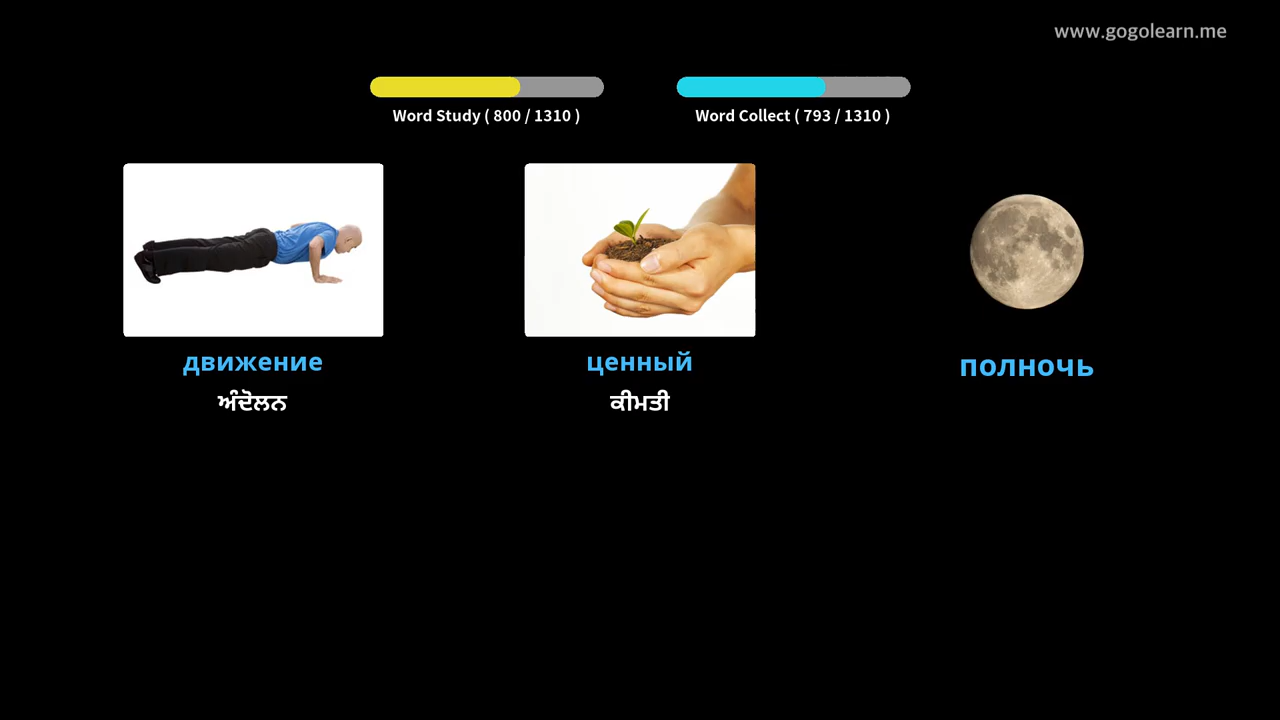 www.gogolearn.me
Word Study ( 800 / 1310 )
Word Collect ( 793 / 1310 )
движение
ценный
полночь
ਅੰਦੋਲਨ
ਕੀਮਤੀ